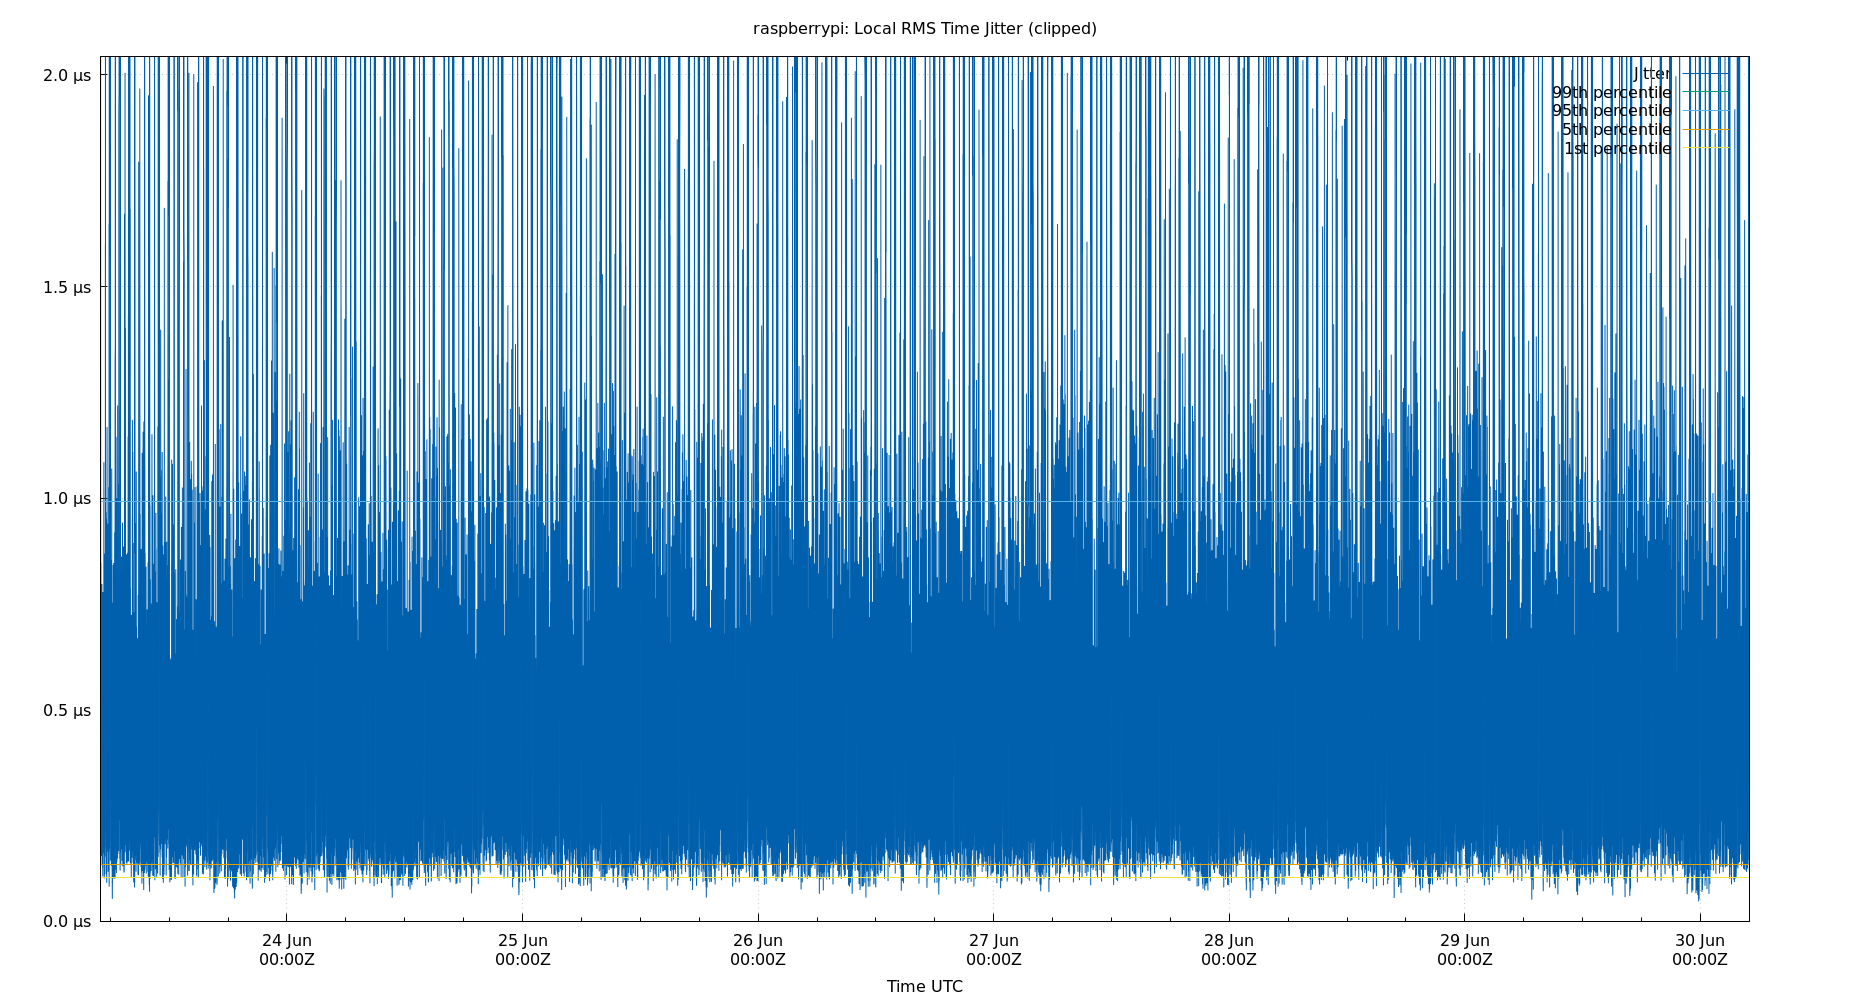 raspberrypi: Local RMS Time Jitter (clipped)
2.0 µs
1.5 µs
1.0 µs
0.5 µs
0.0 µs
Jitter
99th percentile
95th percentile
5th percentile
1st percentile
24 Jun 25 Jun 26 Jun 27 Jun 28 Jun 29 Jun 30 Jun
00:00Z 00:00Z 00:00Z 00:00Z 00:00Z 00:00Z 00:00Z
Time UTC